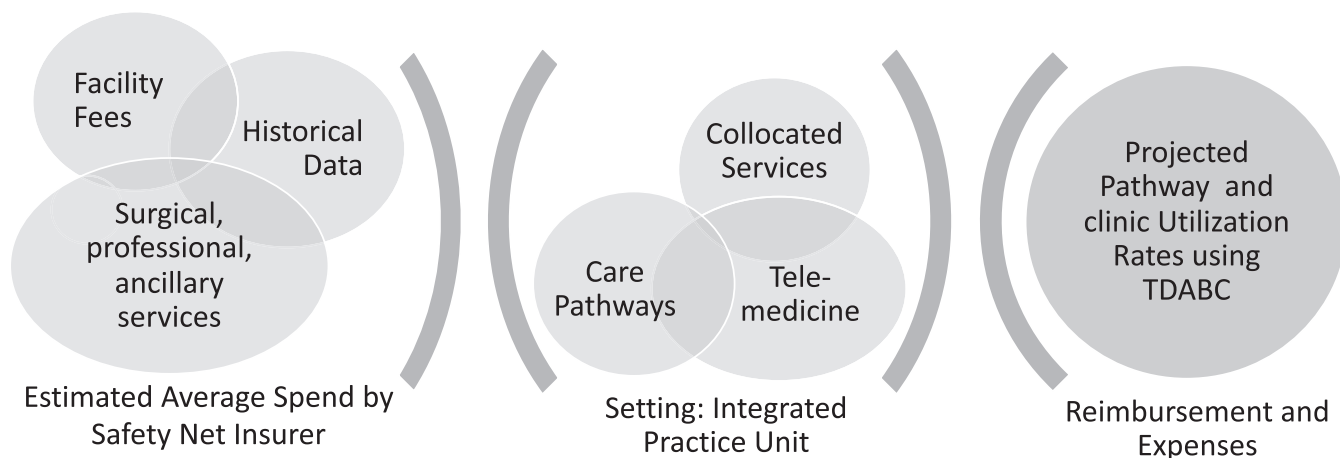 Facility
Fees
Historical
Data
Surgical,
professional,
ancillary
services
Estimated Average Spend by
Safety Net Insurer
Collocated
Services
Care
Pathways
Tele-
medicine
Setting: Integrated
Practice Unit
Projected
Pathway and
clinic Utilization
Rates using
TDABC
Reimbursement and
Expenses